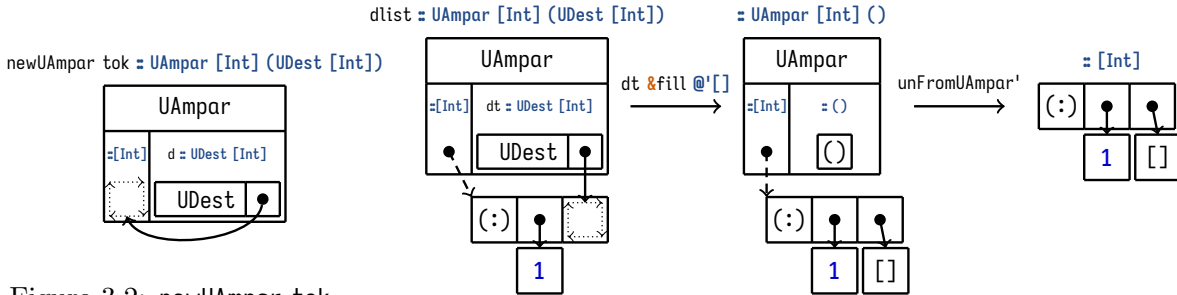 dlist :: UAmpar [Int] (UDest [Int])
:: UAmpar [Int] ()
newUAmpar tok :: UAmpar [Int] (UDest [Int])
UAmpar
UAmpar
:: [Int]
dt &fill @'[]
unFromUAmpar'
UAmpar
::[Int]
dt :: UDest [Int]
::[Int]
:: ()
(:)
::[Int]
d :: UDest [Int]
UDest
()
1
[]
UDest
(:)
(:)
1
1
[]
Figure 3.2: newUAmpar tok